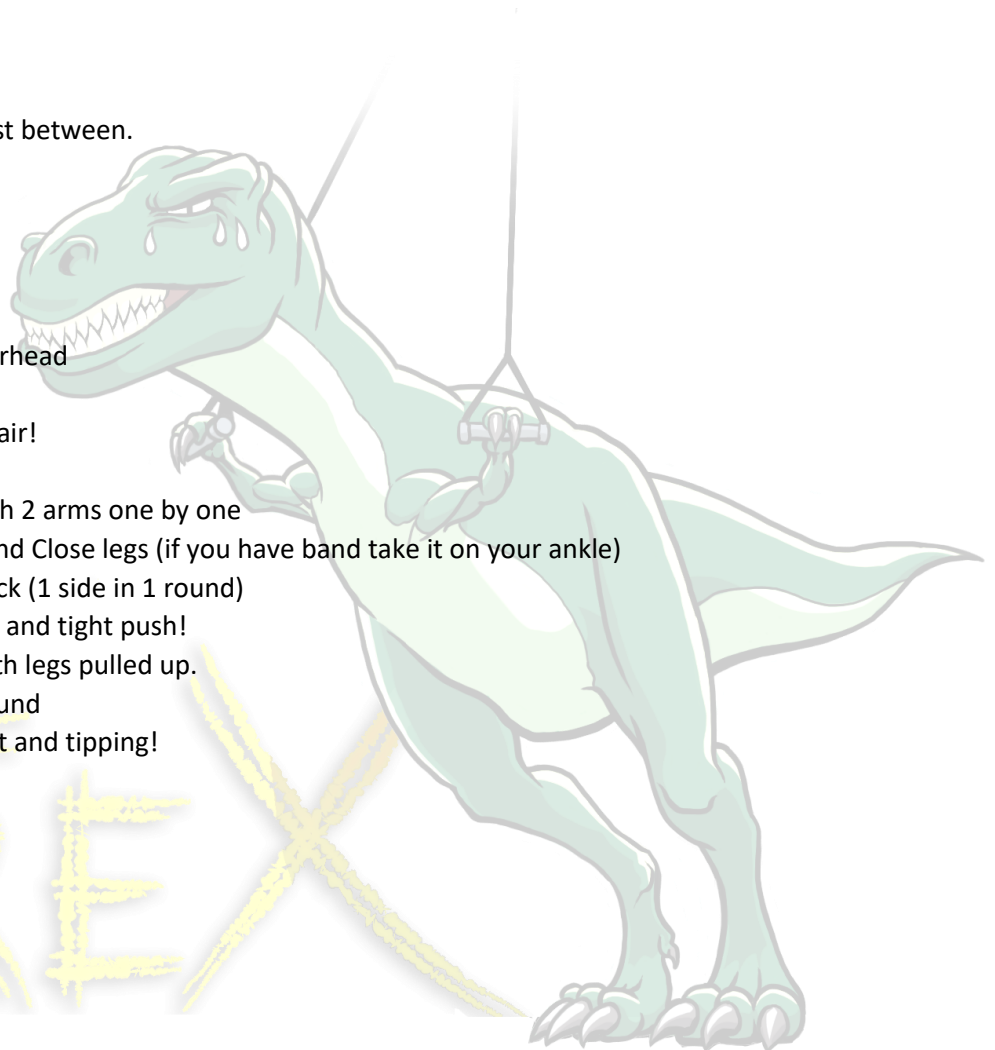 st between.
rhead
air!
h 2 arms one by one
nd Close legs (if you have band take it on your ankle)
ck (1 side in 1 round)
and tight push!
th legs pulled up.
und
t and tipping!
EX